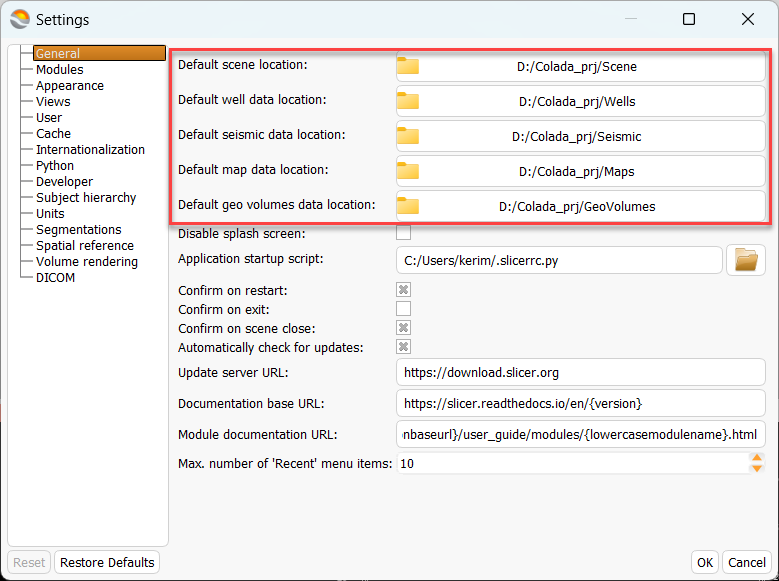 Settings
General
Modules
Appearance
Views
User
Cache
Internationalization
Python
Developer
Subject hierarchy
Units
Segmentations
Spatial reference
Volume rendering
DICOM
Default scene location: D:/Colada_prj/Scene
Default well data location: D:/Colada_prj/Wells
Default seismic data location: D:/Colada_prj/Seismic
Default map data location: D:/Colada_prj/Maps
Default geo volumes data location: D:/Colada_prj/GeoVolumes
Disable splash screen:
Application startup script: C:/Users/kerim/.slicerrc.py
Confirm on restart:
Confirm on exit:
Confirm on scene close:
Automatically check for updates:
Update server URL: https://download.slicer.org
Documentation base URL: https://slicer.readthedocs.io/en/{version}
Module documentation URL: nbaseurl}/user_guide/modules/{lowercasemodulename}.html
Max. number of 'Recent' menu items: 10
Reset Restore Defaults OK Cancel